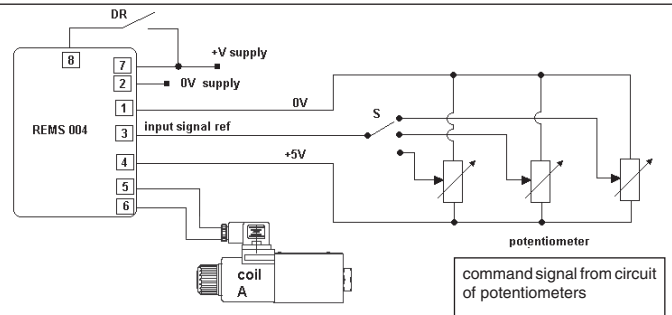 DR
8
+V supply
7
2
0V supply
1
0V
REMS 004
3
input signal ref
S
4
+5V
5
6
potentiometer
coil
A
command signal from circuit
of potentiometers